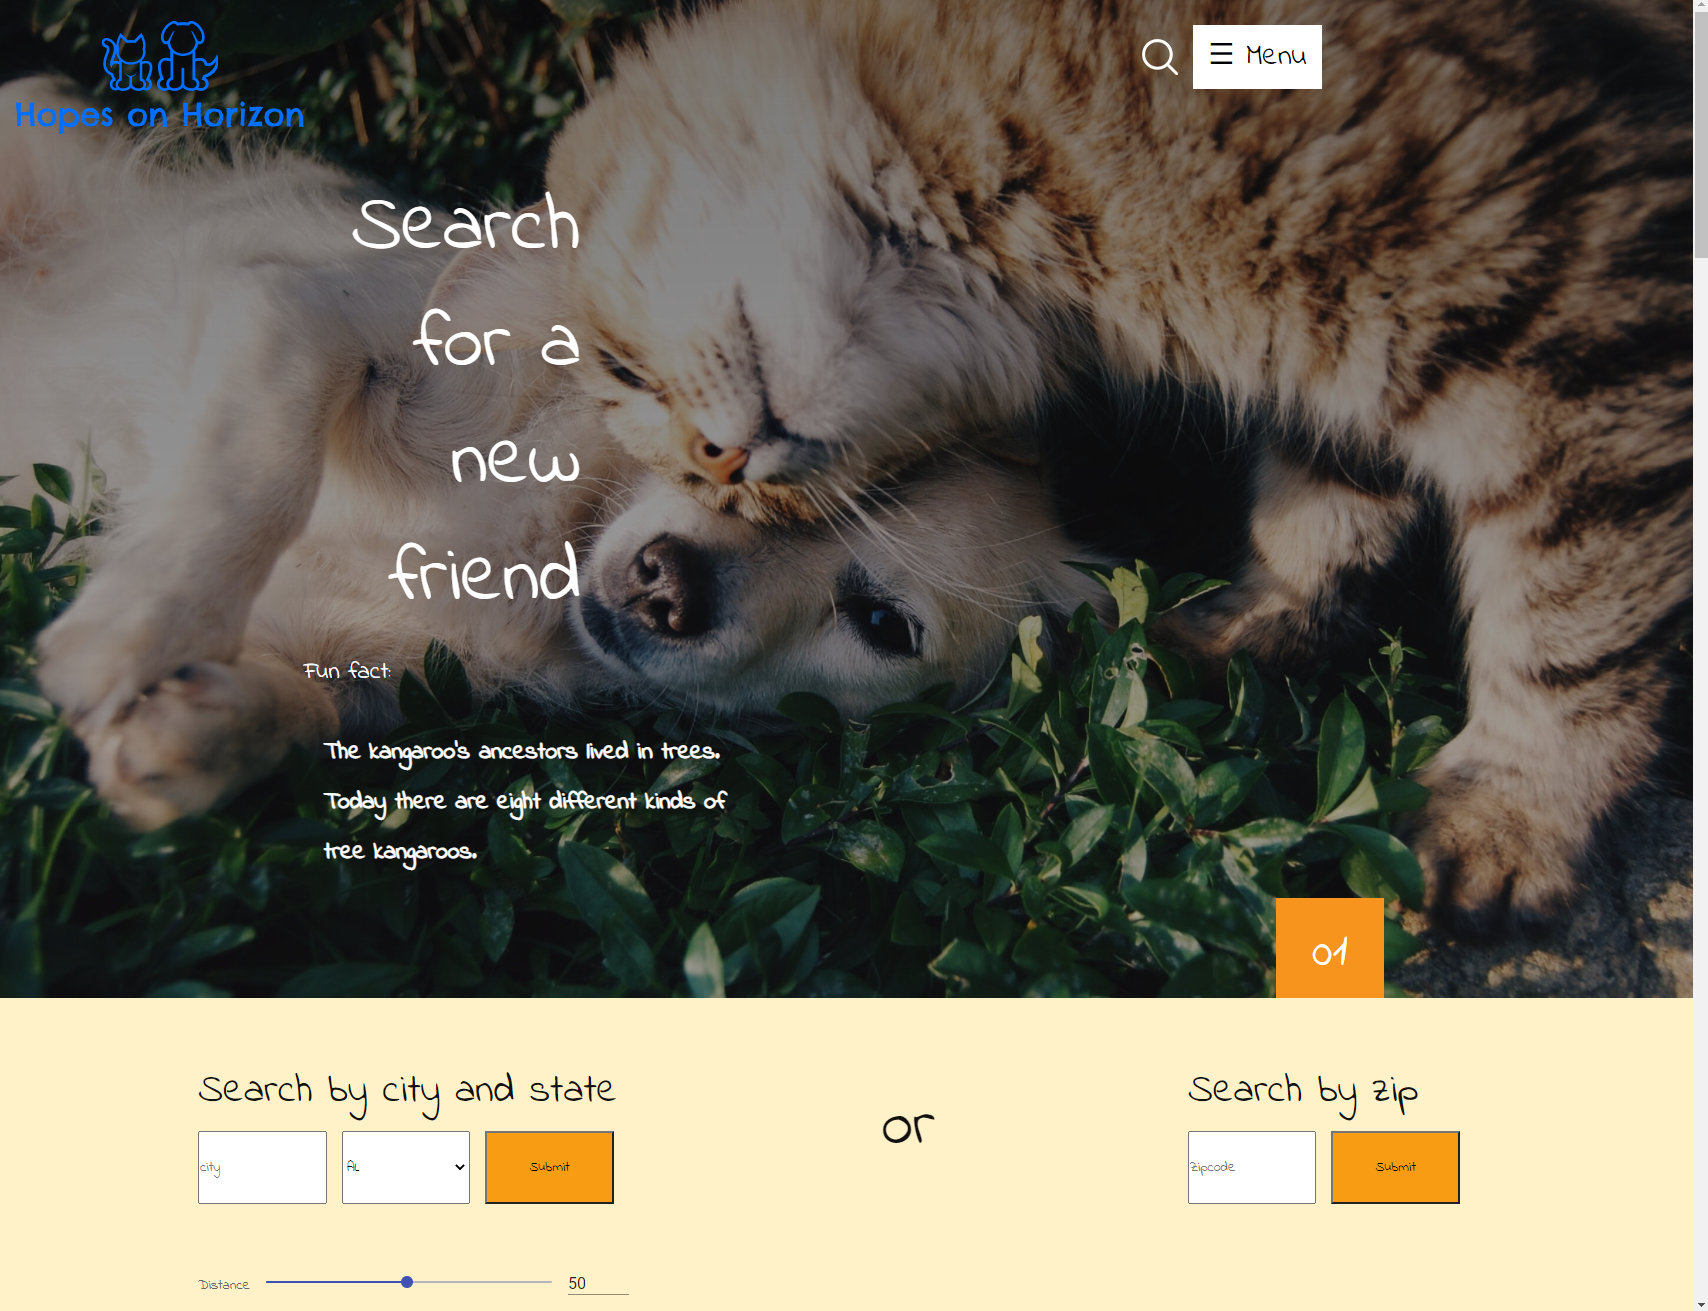 Hopes on Horizon
☰ Menu
Search
for a
new
friend
Fun fact:
The kangaroo's ancestors lived in trees.
Today there are eight different kinds of
tree kangaroos.
01
Search by city and state
or
Search by zip
city
AL
Submit
Zipcode
Submit
Distance
50